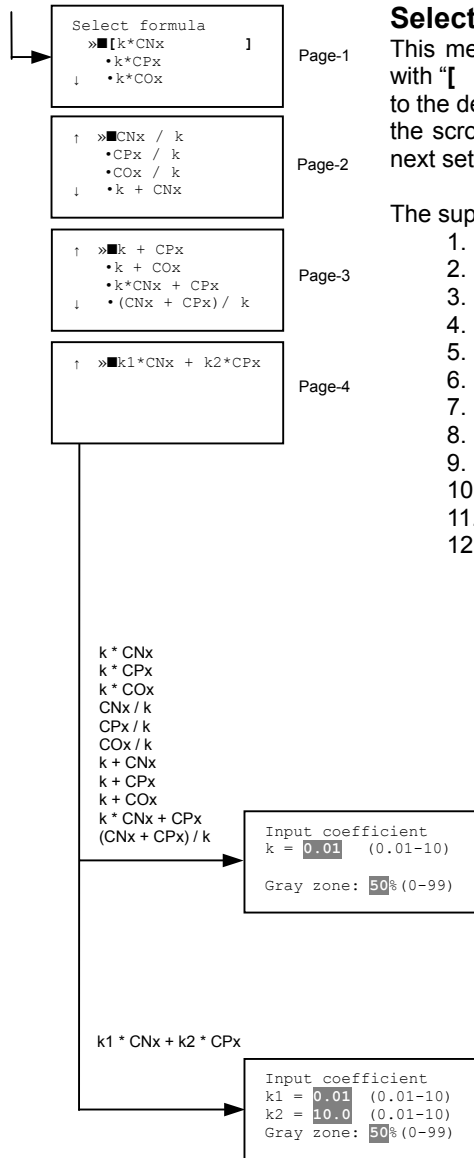 Select formula
»■[k*CNx ]
•k*CPx
↓ •k*COx
Page-1
↑ »■CNx / k
•CPx / k
•COx / k
↓ •k + CNx
Page-2
↑ »■k + CPx
•k + COx
•k*CNx + CPx
↓ •(CNx + CPx)/ k
Page-3
↑ »■k1*CNx + k2*CPx
Page-4
k * CNx
k * CPx
k * COx
CNx / k
CPx / k
COx / k
k + CNx
k + CPx
k + COx
k * CNx + CPx
(CNx + CPx) / k
Input coefficient
k = 0.01 (0.01-10)
Gray zone: 50%(0-99)
k1 * CNx + k2 * CPx
Input coefficient
k1 = 0.01 (0.01-10)
k2 = 10.0 (0.01-10)
Gray zone: 50%(0-99)
Select
This me
with "[
to the de
the scro
next set
The sup
1.
2.
3.
4.
5.
6.
7.
8.
9.
10
11.
12